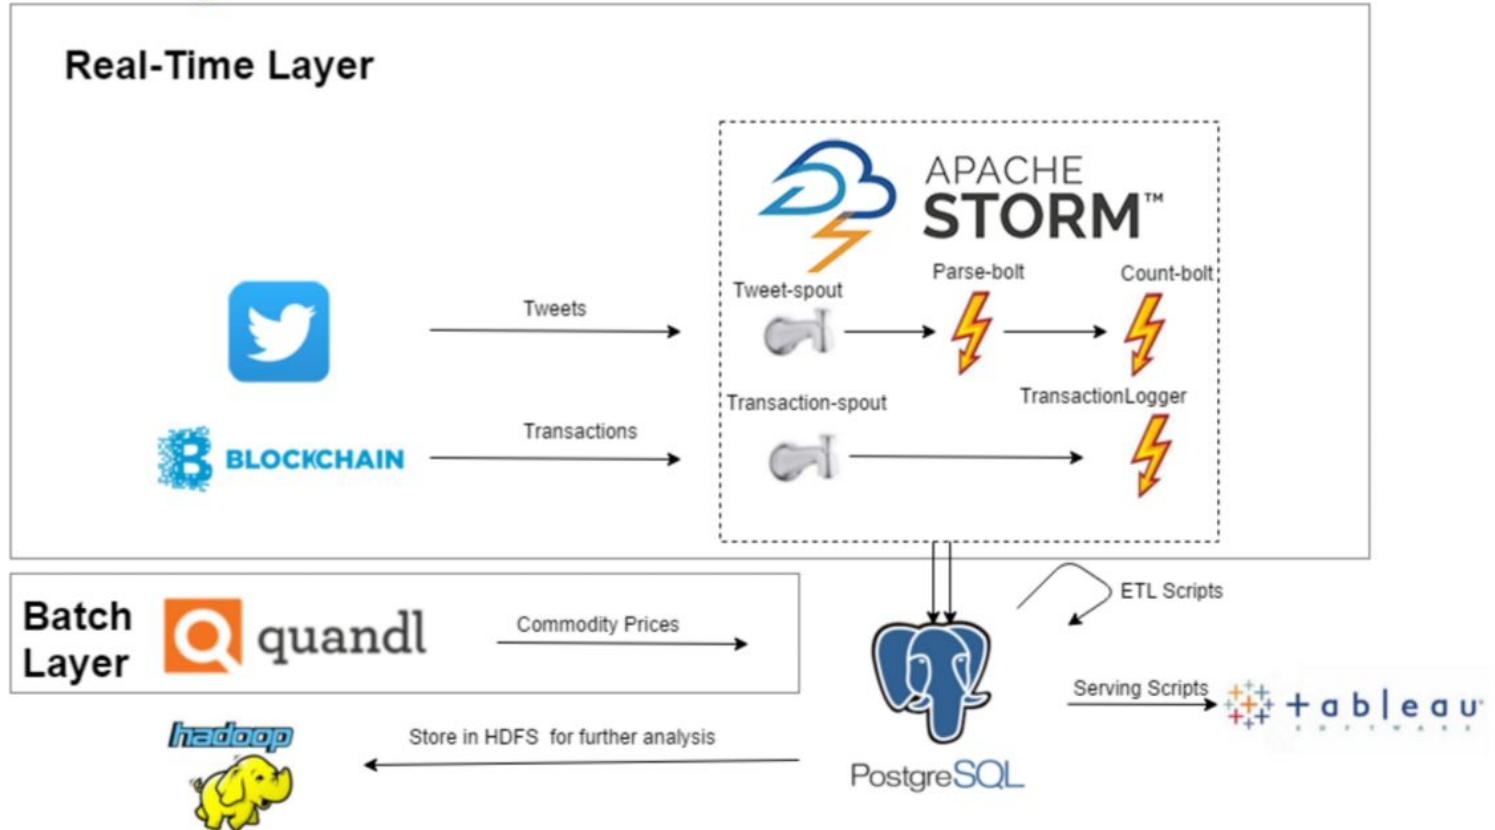 Real-Time Layer
APACHE
STORM™
Parse-bolt
Count-bolt
Tweet-spout
Tweets
Transaction-spout
TransactionLogger
Transactions
BLOCKCHAIN
ETL Scripts
Batch
Layer
quandl
Commodity Prices
Serving Scripts
+ a b l e a u
S O F T W A R E
hadoop
Store in HDFS for further analysis
PostgreSQL